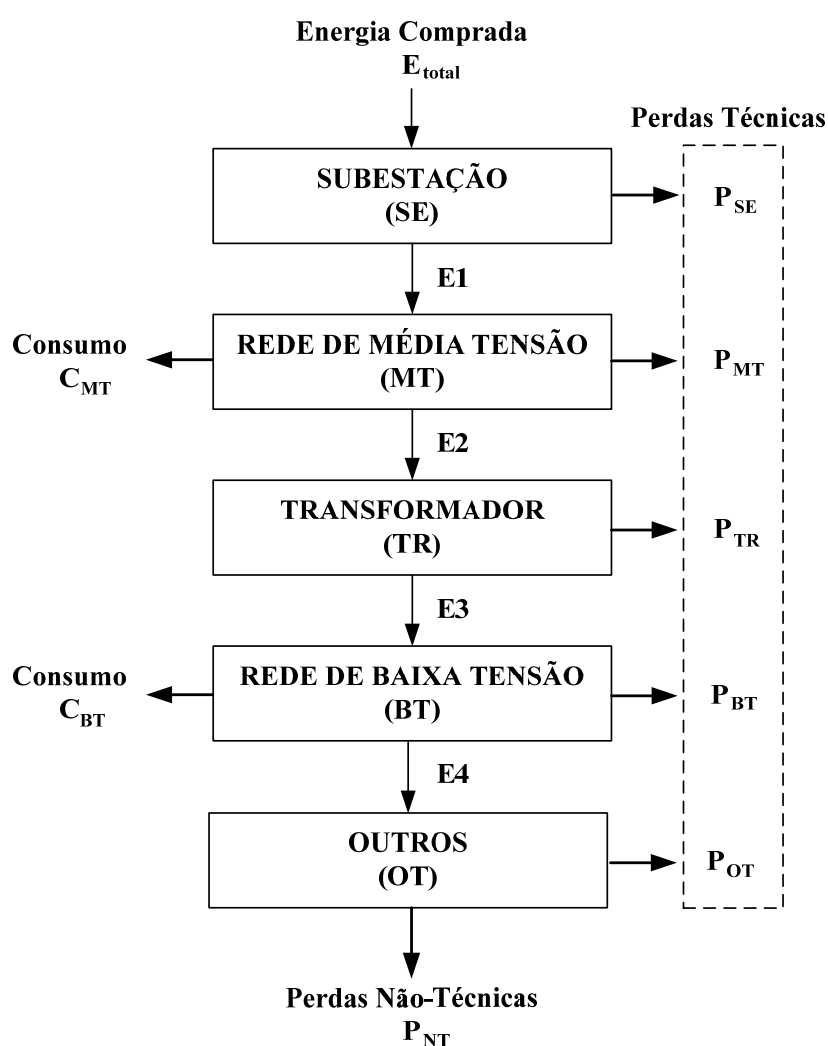 Energia Comprada
E_total
Perdas Técnicas
SUBESTAÇÃO
(SE)
P_SE
E1
Consumo
C_MT
REDE DE MÉDIA TENSÃO
(MT)
P_MT
E2
TRANSFORMADOR
(TR)
P_TR
E3
Consumo
C_BT
REDE DE BAIXA TENSÃO
(BT)
P_BT
E4
OUTROS
(OT)
P_OT
Perdas Não-Técnicas
P_NT